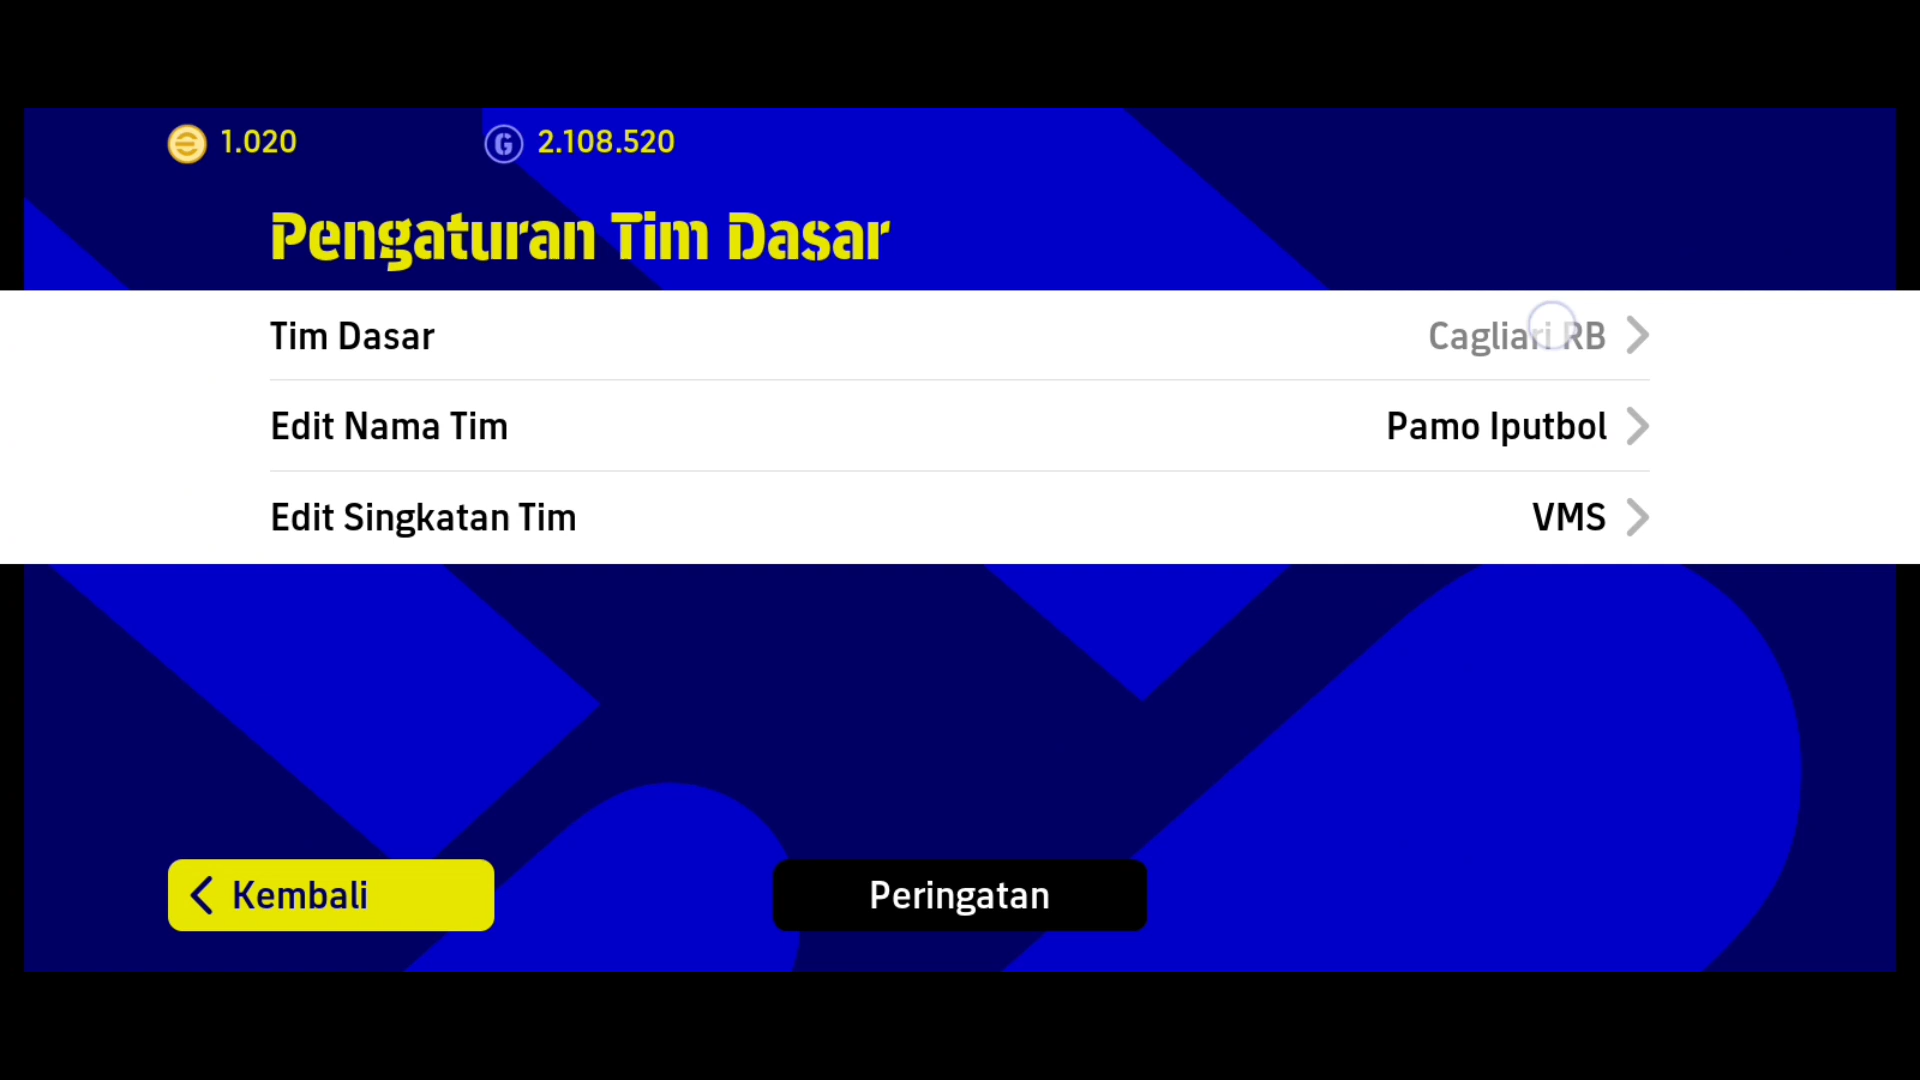 1.020
G 2.108.520
Pengaturan Tim Dasar
Tim Dasar Cagliari RB
Edit Nama Tim Pamo Iputbol
Edit Singkatan Tim VMS
Kembali
Peringatan